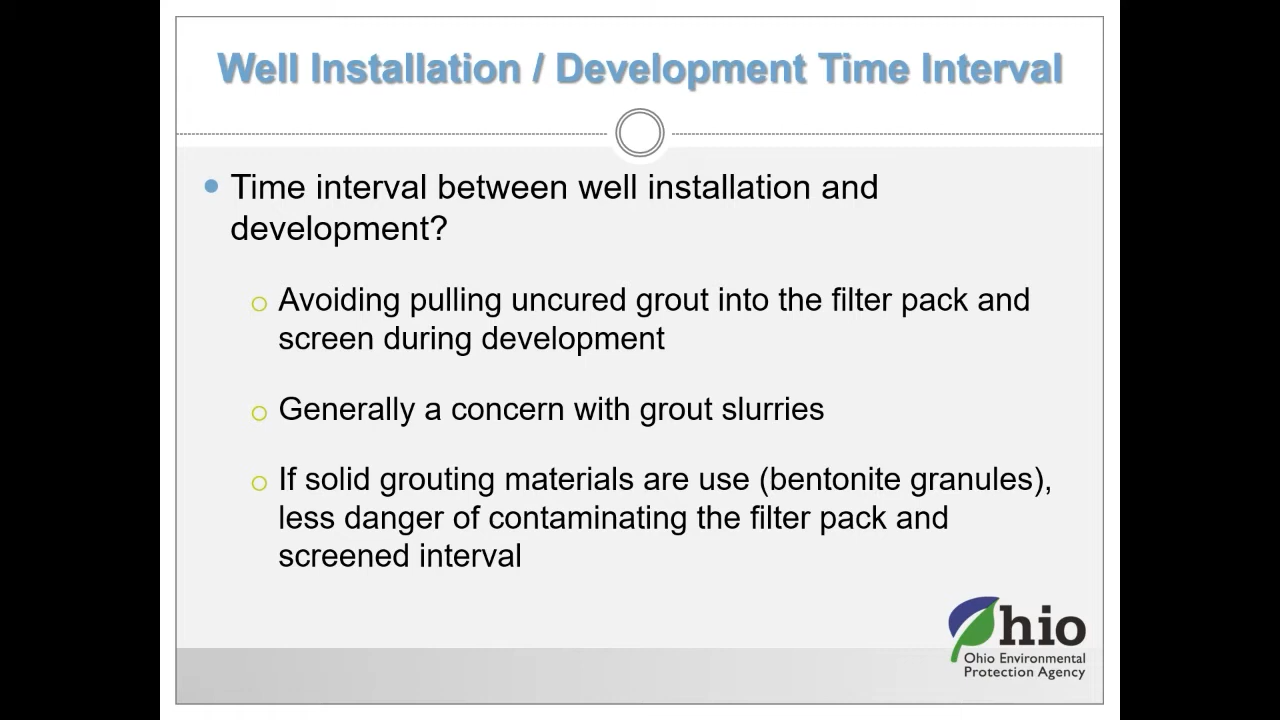 Well Installation / Development Time Interval
Time interval between well installation and
development?
Avoiding pulling uncured grout into the filter pack and
screen during development
Generally a concern with grout slurries
If solid grouting materials are use (bentonite granules),
less danger of contaminating the filter pack and
screened interval
Ohio
Ohio Environmental
Protection Agency